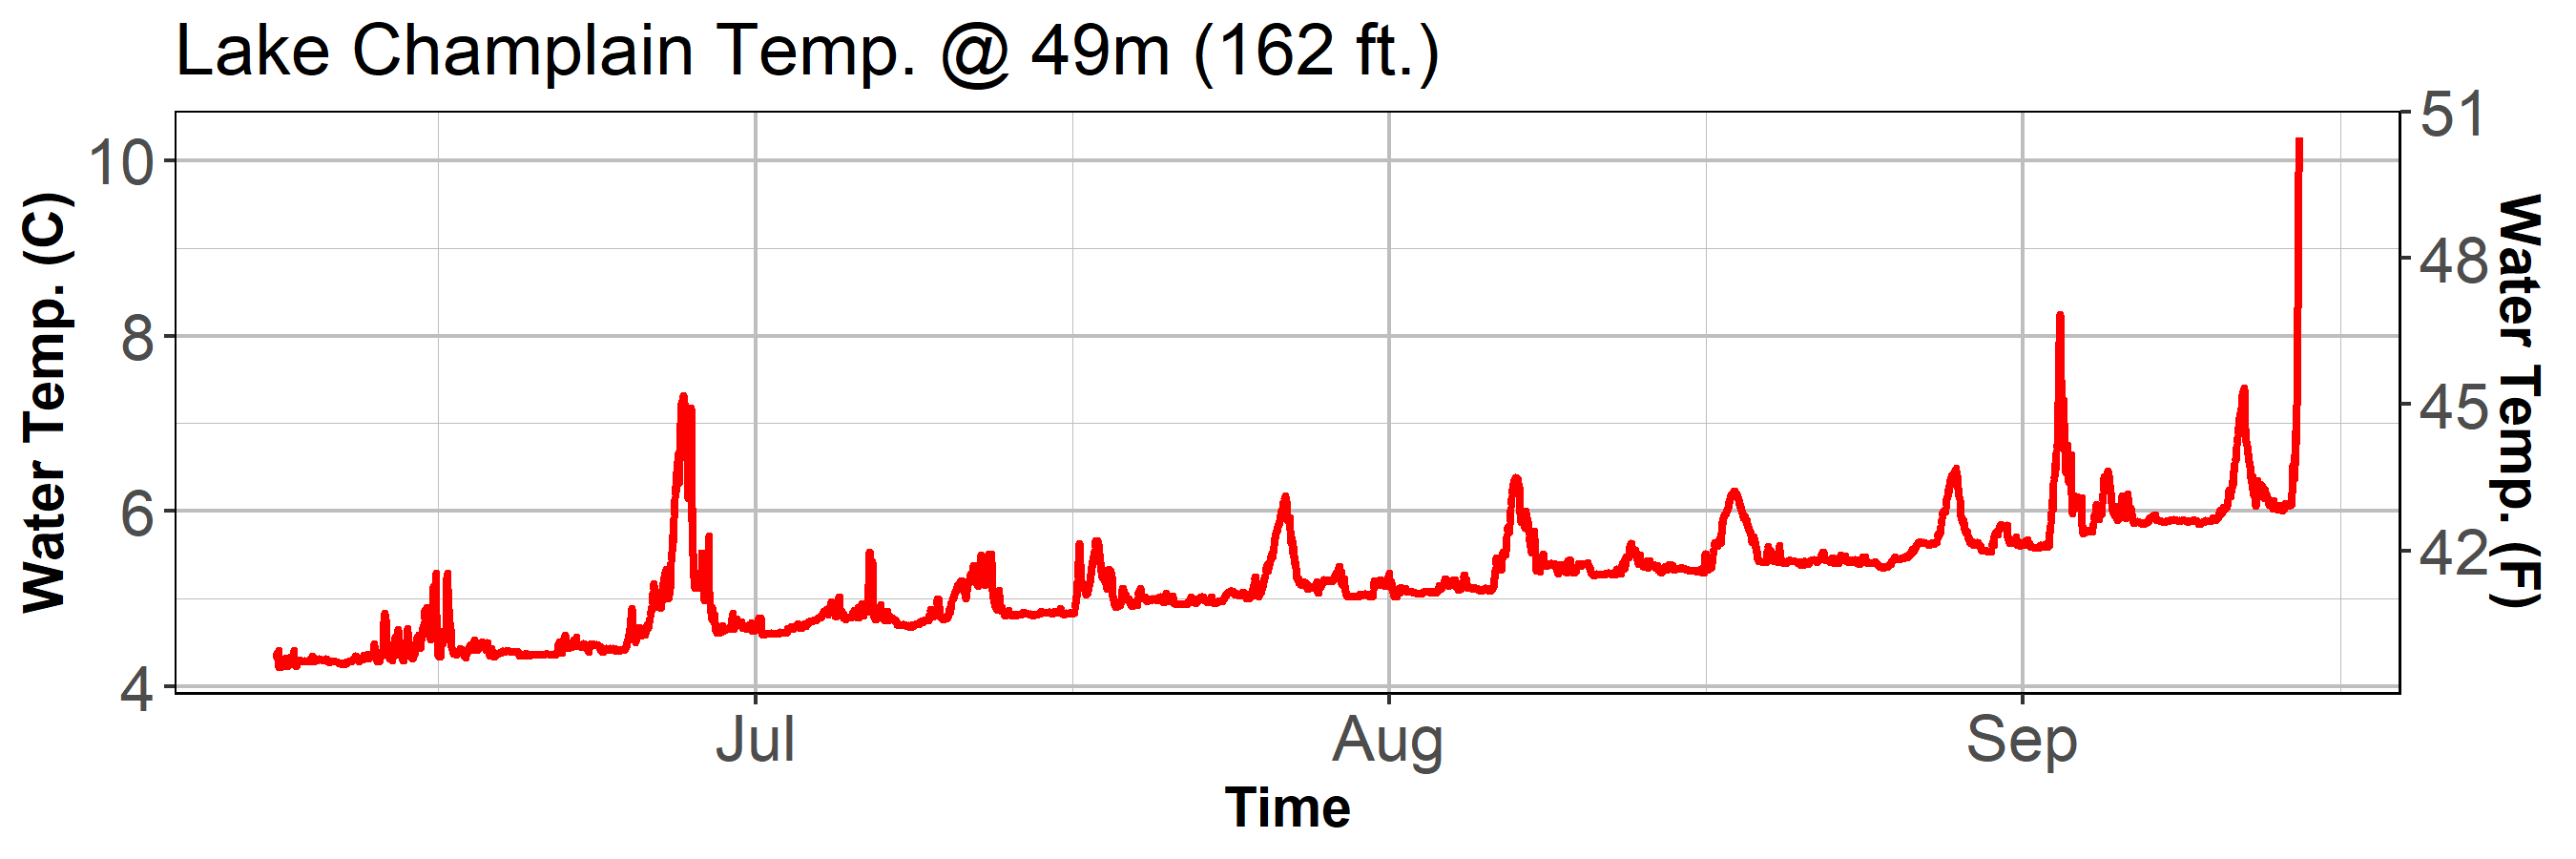 Lake Champlain Temp. @ 49m (162 ft.)
Water Temp. (C)
10
8
6
4
51
48
45
42
Water Temp. (F)
Jul
Aug
Sep
Time